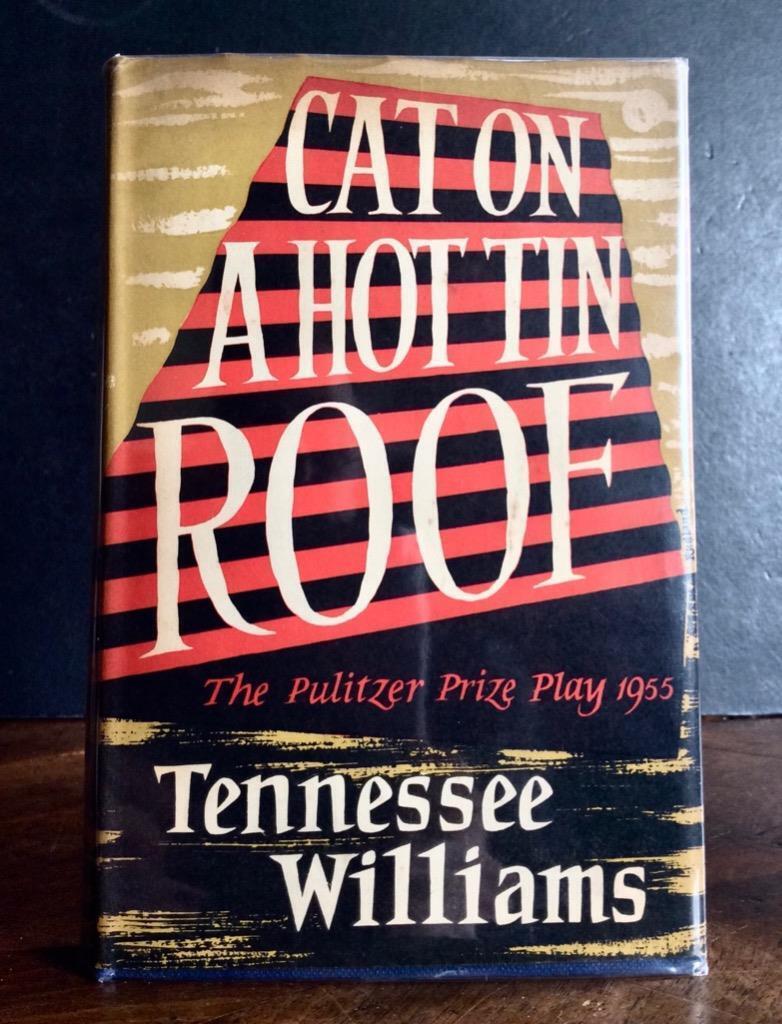 CAT ON
A HOT TIN
ROOF
The Pulitzer Prize Play 1955
Tennessee
Williams